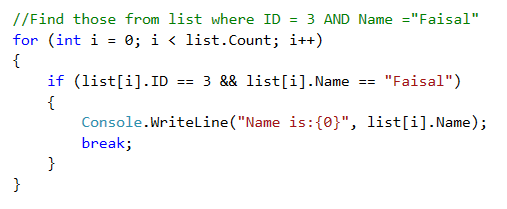 //Find those from list where ID = 3 AND Name ="Faisal"
for (int i = 0; i < list.Count; i++)
{
    if (list[i].ID == 3 && list[i].Name == "Faisal")
    {
        Console.WriteLine("Name is:{0}", list[i].Name);
        break;
    }
}